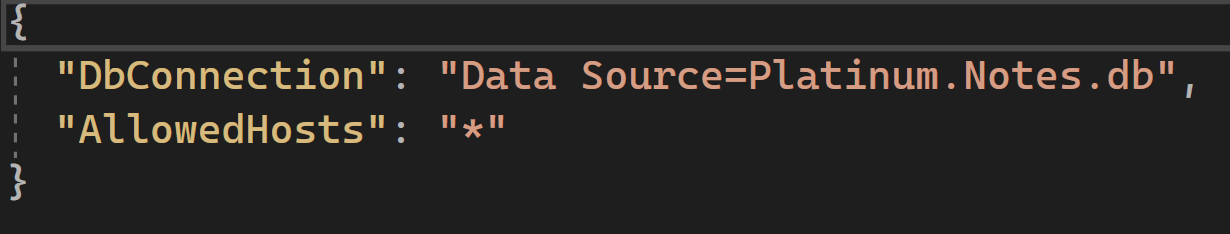 {
"DbConnection": "Data Source=Platinum.Notes.db",
"AllowedHosts": "*"
}